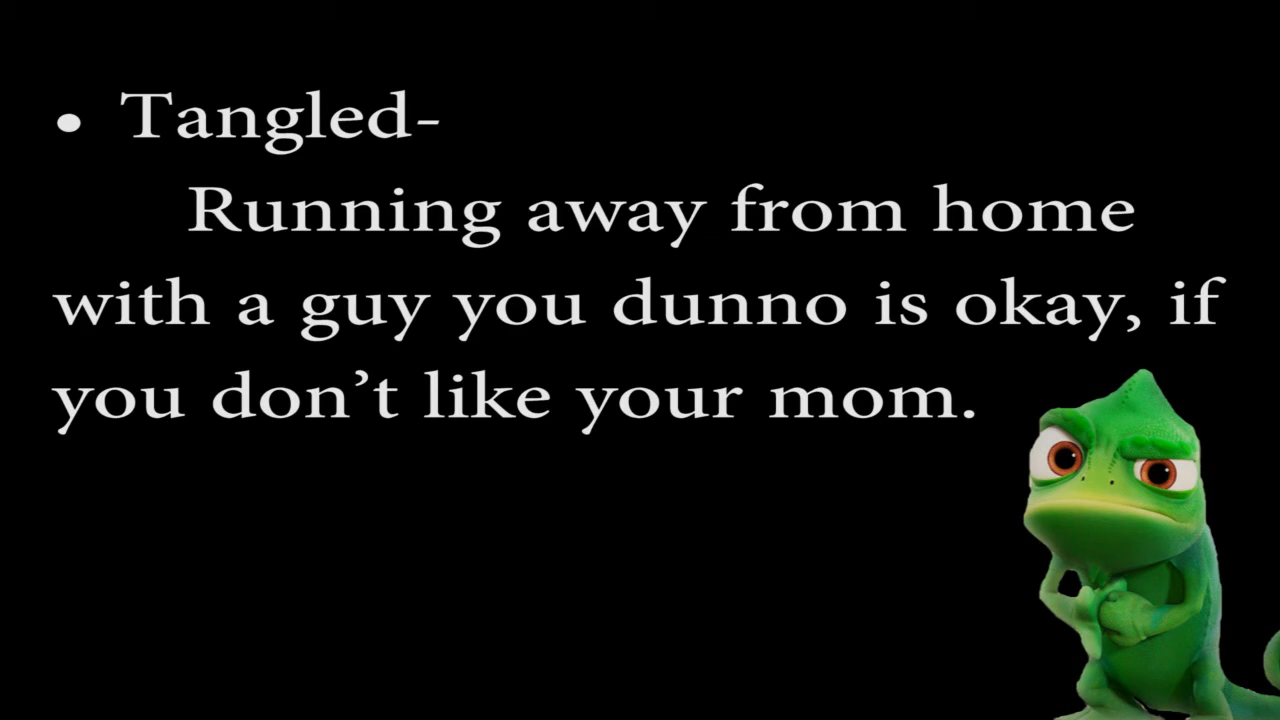 • Tangled-
Running away from home
with a guy you dunno is okay, if
you don’t like your mom.